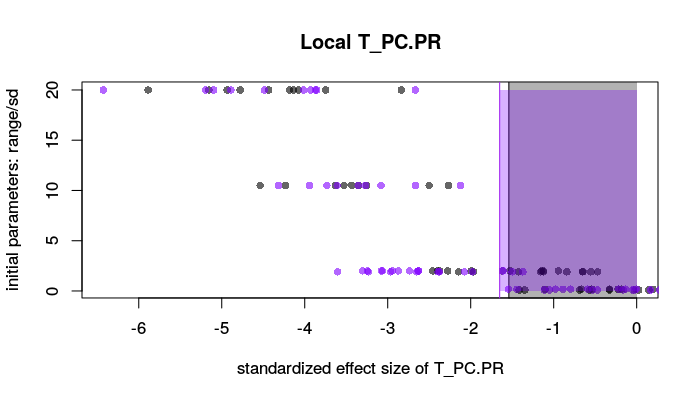 Local T_PC.PR
initial parameters: range/sd
20
15
10
5
0
-6 -5 -4 -3 -2 -1 0
standardized effect size of T_PC.PR